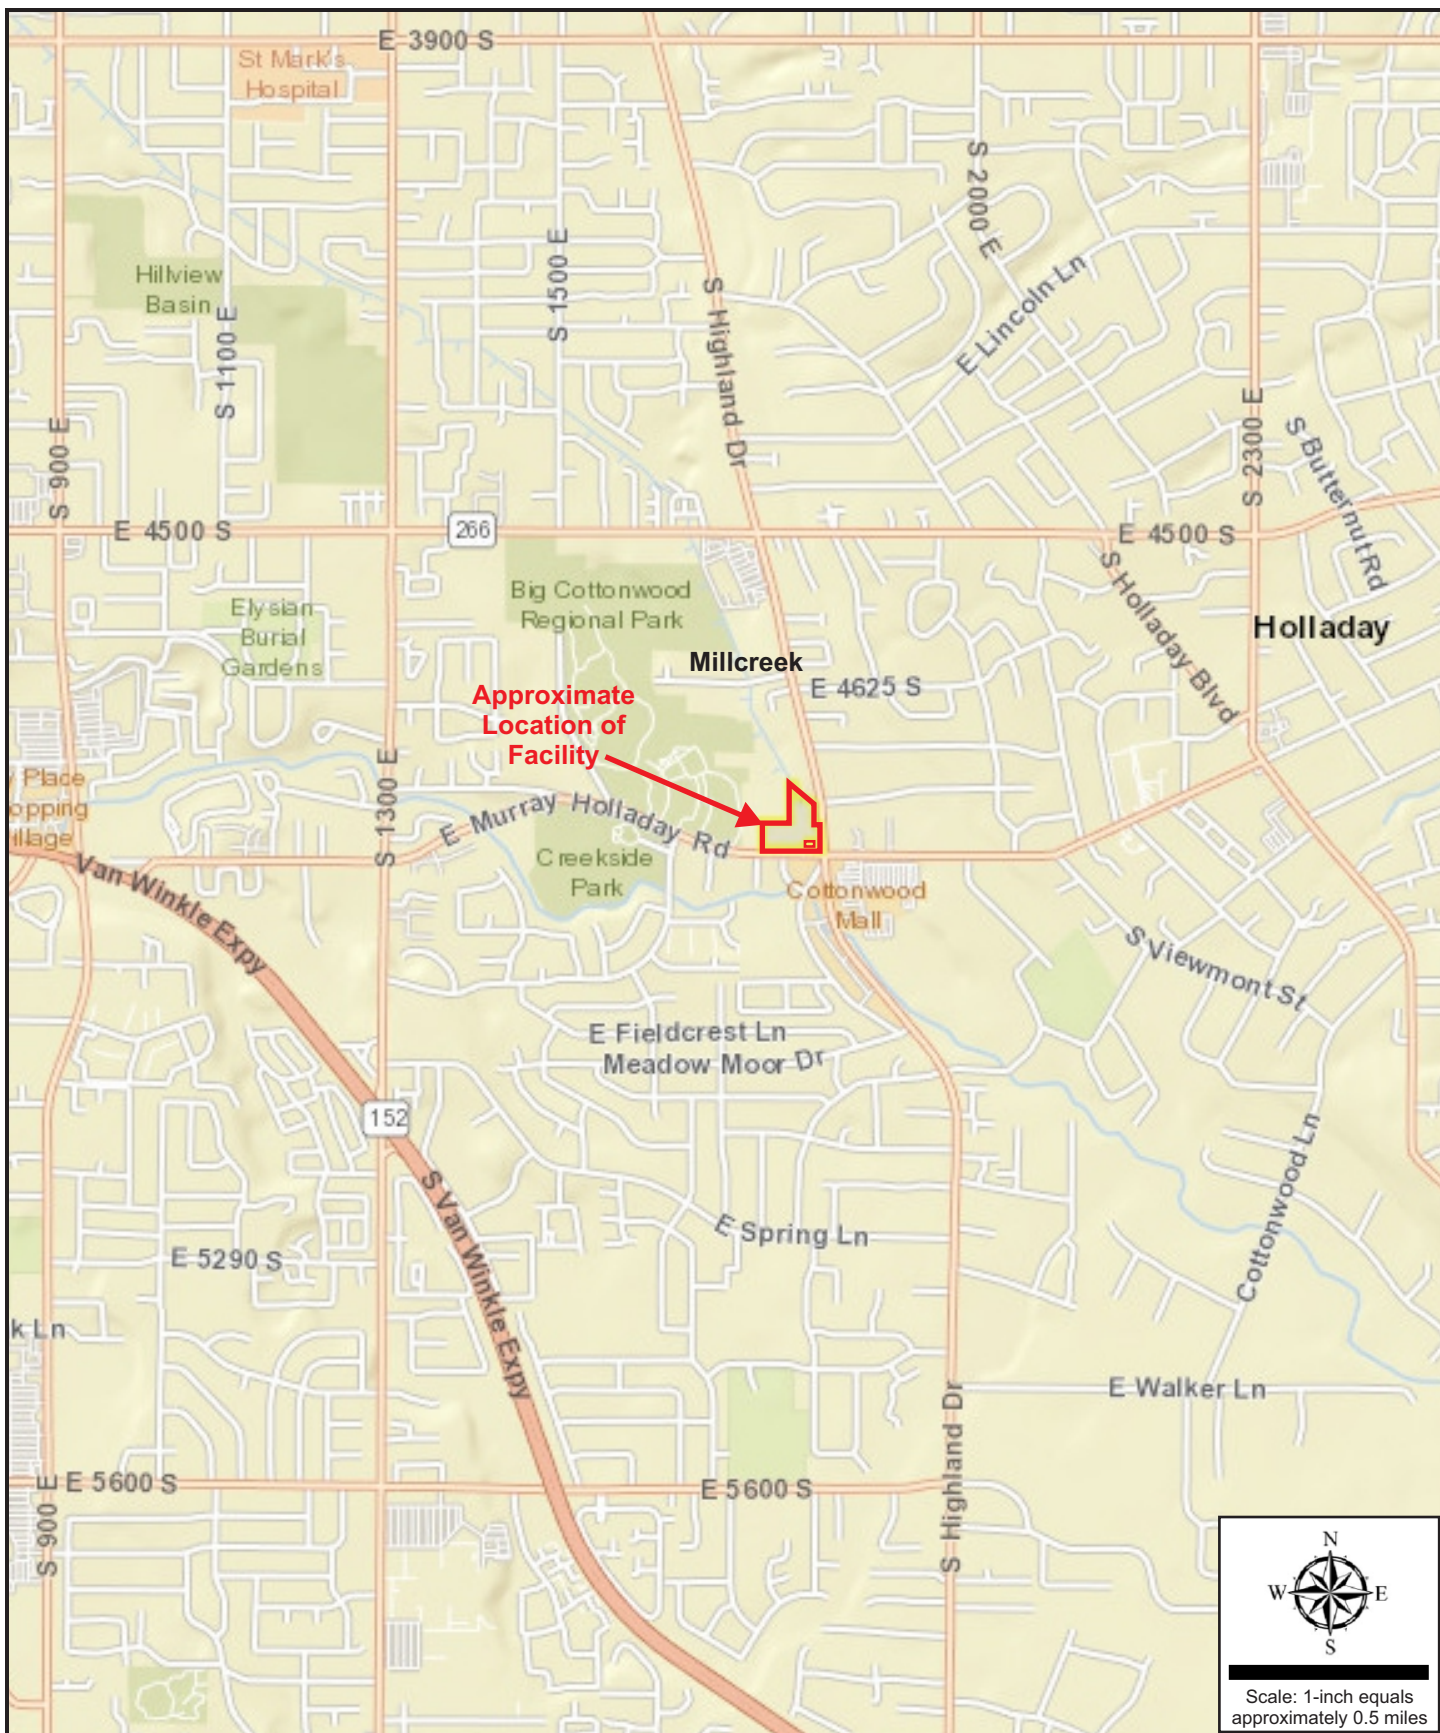 E 3900 S
St Mark's
Hospital
S 2000 E
S 1500 E
Hillview
Basin
S 1100 E
S Highland Dr
E Lincoln Ln
S 900 E
S 2300 E
S Butternut Rd
E 4500 S
266
E 4500 S
S Holladay Blvd
Big Cottonwood
Regional Park
Elysian
Burial
Gardens
Holladay
Millcreek
E 4625 S
Approximate
Location of
Facility
Place
opping
illage
S 1300 E
E Murray Holladay Rd
Creekside
Park
Cottonwood
Mall
Van Winkle Expy
S Viewmont St
E Fieldcrest Ln
Meadow Moor Dr
152
Cottonwood Ln
S Van Winkle Expy
E Spring Ln
E 5290 S
k Ln
E Walker Ln
S Highland Dr
E 5600 S
E 5600 S
S 900 E
N
W E
S
Scale: 1-inch equals
approximately 0.5 miles